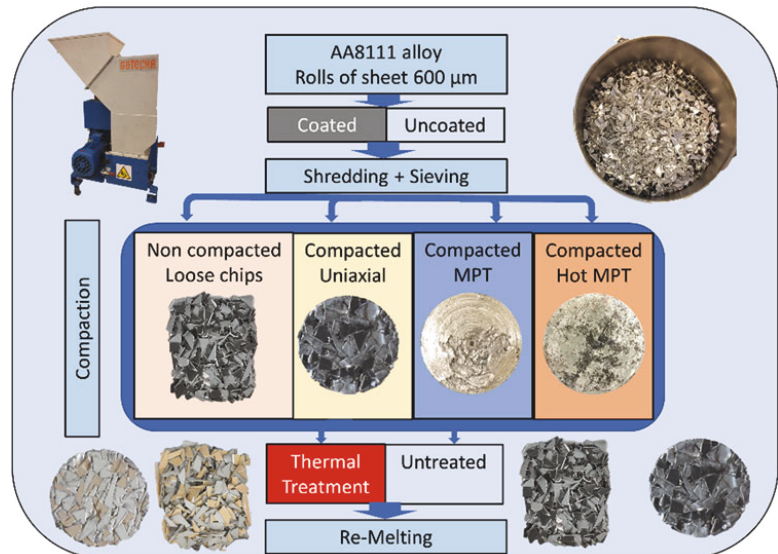 GETECHA
AA8111 alloy
Rolls of sheet 600 μm
Coated
Uncoated
Shredding + Sieving
Compaction
Non compacted
Loose chips
Compacted
Uniaxial
Compacted
MPT
Compacted
Hot MPT
Thermal
Treatment
Untreated
Re-Melting